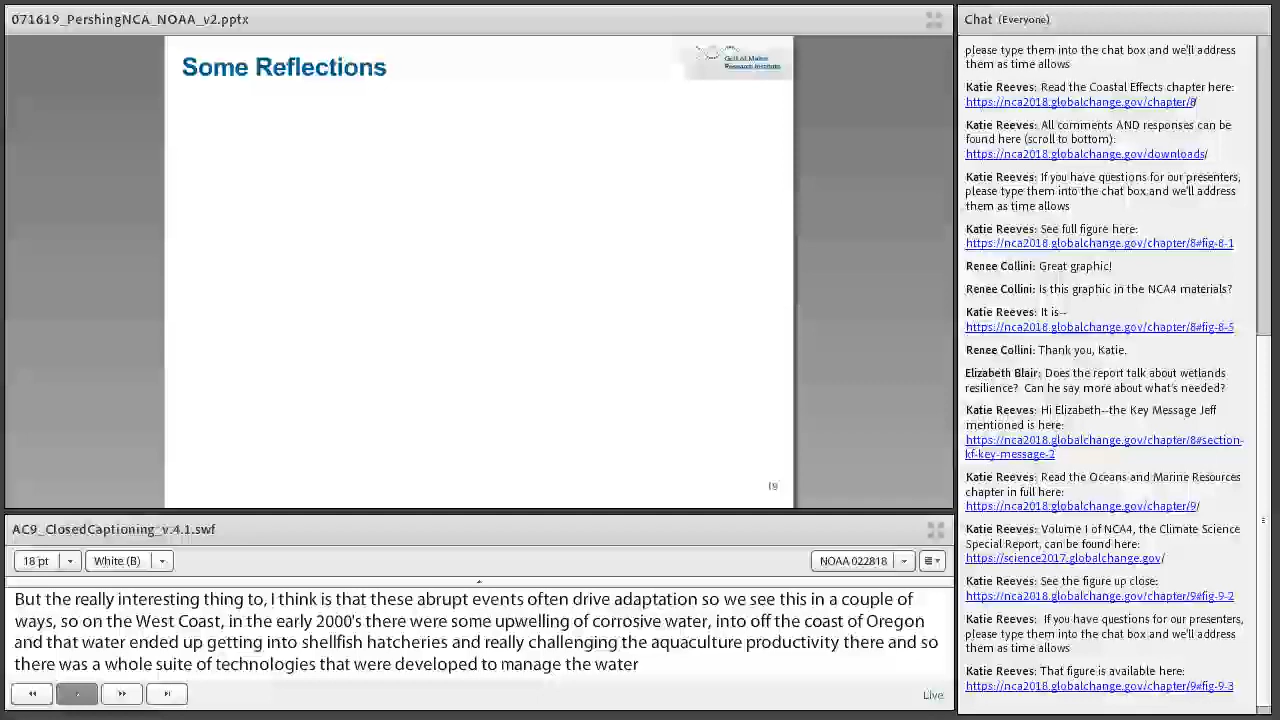 071619_PershingNCA_NOAA_v2.pptx
Some Reflections
Gulf of Maine
Research Institute
19
AC9_ClosedCaptioning_v.4.1.swf
18 pt
White (B)
NOAA 022818
But the really interesting thing to, I think is that these abrupt events often drive adaptation so we see this in a couple of
ways, so on the West Coast, in the early 2000's there were some upwelling of corrosive water, into off the coast of Oregon
and that water ended up getting into shellfish hatcheries and really challenging the aquaculture productivity there and so
there was a whole suite of technologies that were developed to manage the water
Live
Chat (Everyone)
please type them into the chat box and we'll address
them as time allows
Katie Reeves: Read the Coastal Effects chapter here:
https://nca2018.globalchange.gov/chapter/8/
Katie Reeves: All comments AND responses can be
found here (scroll to bottom):
https://nca2018.globalchange.gov/downloads/
Katie Reeves: If you have questions for our presenters,
please type them into the chat box and we'll address
them as time allows
Katie Reeves: See full figure here:
https://nca2018.globalchange.gov/chapter/8#fig-8-1
Renee Collini: Great graphic!
Renee Collini: Is this graphic in the NCA4 materials?
Katie Reeves: It is--
https://nca2018.globalchange.gov/chapter/8#fig-8-5
Renee Collini: Thank you, Katie.
Elizabeth Blair: Does the report talk about wetlands
resilience? Can he say more about what's needed?
Katie Reeves: Hi Elizabeth--the Key Message Jeff
mentioned is here:
https://nca2018.globalchange.gov/chapter/8#section-
kf-key-message-2
Katie Reeves: Read the Oceans and Marine Resources
chapter in full here:
https://nca2018.globalchange.gov/chapter/9/
Katie Reeves: Volume I of NCA4, the Climate Science
Special Report, can be found here:
https://science2017.globalchange.gov/
Katie Reeves: See the figure up close:
https://nca2018.globalchange.gov/chapter/9#fig-9-2
Katie Reeves: If you have questions for our presenters,
please type them into the chat box and we'll address
them as time allows
Katie Reeves: That figure is available here:
https://nca2018.globalchange.gov/chapter/9#fig-9-3